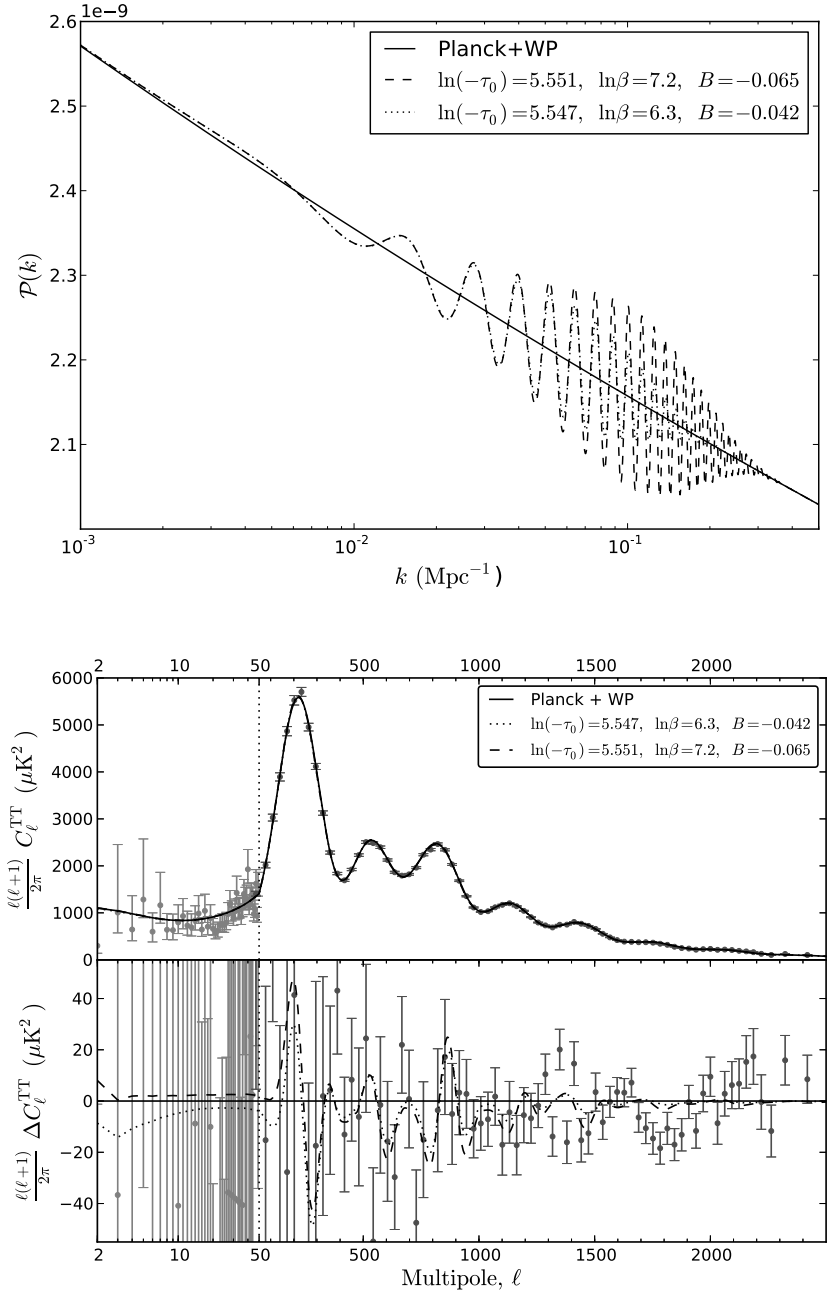 1e−9
2.6
2.5
2.4
2.3
2.2
2.1
P(k)
Planck+WP
ln(−τ₀)=5.551, lnβ=7.2, B=−0.065
ln(−τ₀)=5.547, lnβ=6.3, B=−0.042
10⁻³ 10⁻² 10⁻¹
k (Mpc⁻¹)
2 10 50 500 1000 1500 2000
6000
5000
4000
3000
2000
1000
0
ℓ(ℓ+1)/2π C_ℓ^TT (μK²)
Planck + WP
ln(−τ₀)=5.547, lnβ=6.3, B=−0.042
ln(−τ₀)=5.551, lnβ=7.2, B=−0.065
40
20
0
−20
−40
ℓ(ℓ+1)/2π ΔC_ℓ^TT (μK²)
2 10 50 500 1000 1500 2000
Multipole, ℓ